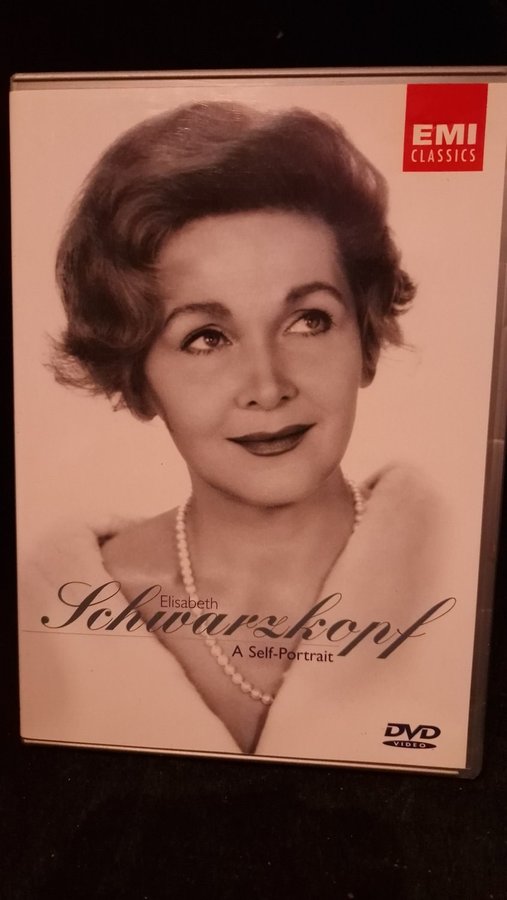 EMI
CLASSICS
Elisabeth
Schwarzkopf
A Self-Portrait
DVD
VIDEO